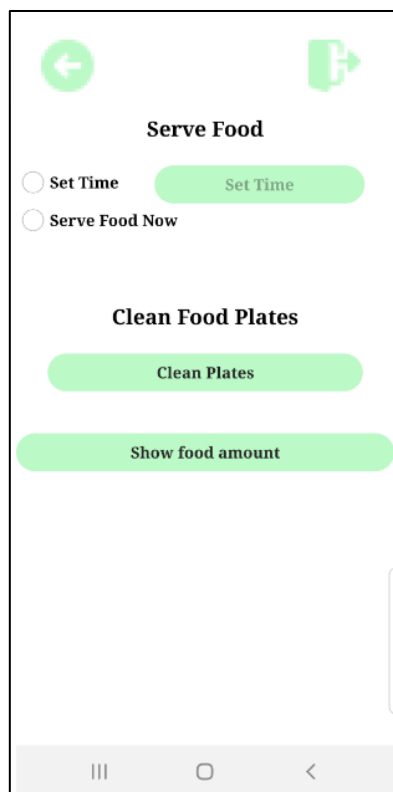 Serve Food
Set Time
Set Time
Serve Food Now
Clean Food Plates
Clean Plates
Show food amount